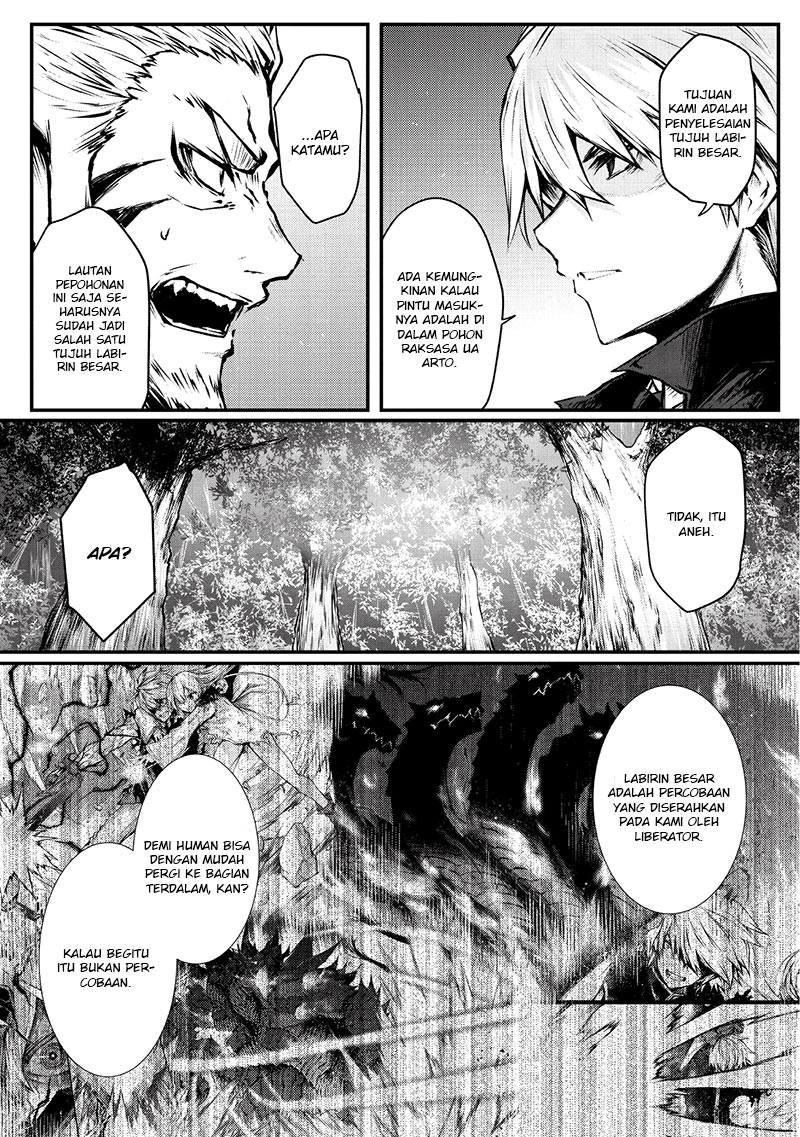 TUJUAN
KAMI ADALAH
PENYELESAIAN
TUJUH LABI-
RIN BESAR.
ADA KEMUNG-
KINAN KALAU
PINTU MASUK-
NYA ADALAH DI
DALAM POHON
RAKSASA UA
ARTO.
...APA
KATAMU?
LAUTAN
PEPOHONAN
INI SAJA SE-
HARUSNYA
SUDAH JADI
SALAH SATU
TUJUH LABI-
RIN BESAR.
TIDAK, ITU
ANEH.
APA?
LABIRIN BESAR
ADALAH PERCOBAAN
YANG DISERAHKAN
PADA KAMI OLEH
LIBERATOR.
DEMI HUMAN BISA
DENGAN MUDAH
PERGI KE BAGIAN
TERDALAM, KAN?
KALAU BEGITU
ITU BUKAN PER-
COBAAN.